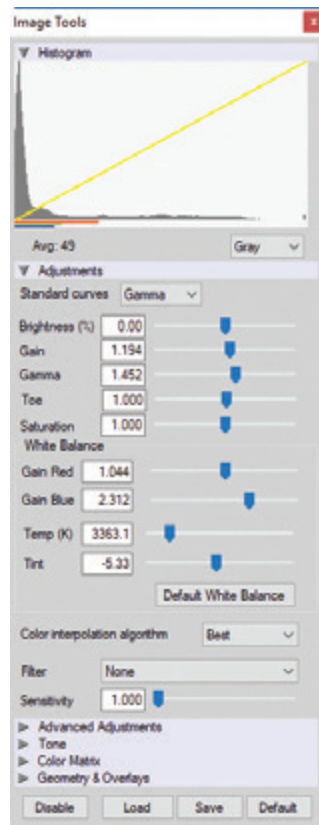 Image Tools x
Histogram
Avg: 49 Gray
Adjustments
Standard curves Gamma
Brightness (%) 0.00
Gain 1.194
Gamma 1.452
Toe 1.000
Saturation 1.000
White Balance
Gain Red 1.044
Gain Blue 2.312
Temp (K) 3363.1
Tint -5.33
Default White Balance
Color interpolation algorithm Best
Filter None
Sensitivity 1.000
Advanced Adjustments
Tone
Color Matrix
Geometry & Overlays
Disable Load Save Default